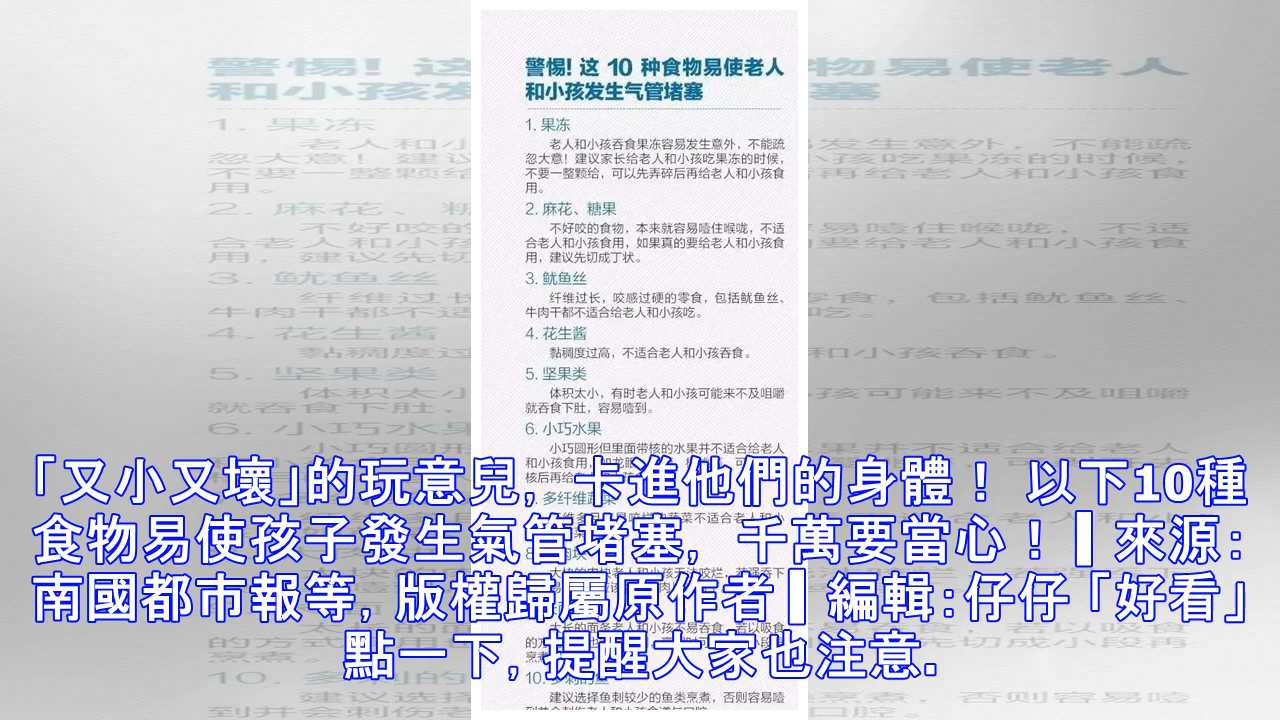 警惕! 这 10 种食物易使老人
和小孩发生气管堵塞
1. 果冻
老人和小孩吞食果冻容易发生意外，不能疏
忽大意！建议家长给老人和小孩吃果冻的时候，
不要一整颗给，可以先弄碎后再给老人和小孩食
用。
2. 麻花、糖果
不好咬的食物，本来就容易噎住喉咙，不适
合老人和小孩食用，如果真的要给老人和小孩食
用，建议先切成丁状。
3. 鱿鱼丝
纤维过长，咬感过硬的零食，包括鱿鱼丝、
牛肉干都不适合给老人和小孩吃。
4. 花生酱
黏稠度过高，不适合老人和小孩吞食。
5. 坚果类
体积太小，有时老人和小孩可能来不及咀嚼
就吞食下肚，容易噎到。
6. 小巧水果
小巧圆形但里面带核的水果并不适合给老人
和小孩食用
「又小又壞」的玩意兒，卡進他們的身體！ 以下10種
食物易使孩子發生氣管堵塞，千萬要當心！▌來源：
南國都市報等，版權歸屬原作者▌編輯：仔仔「好看」
點一下，提醒大家也注意.
10. 多刺的鱼
建议选择鱼刺较少的鱼类烹煮，否则容易噎